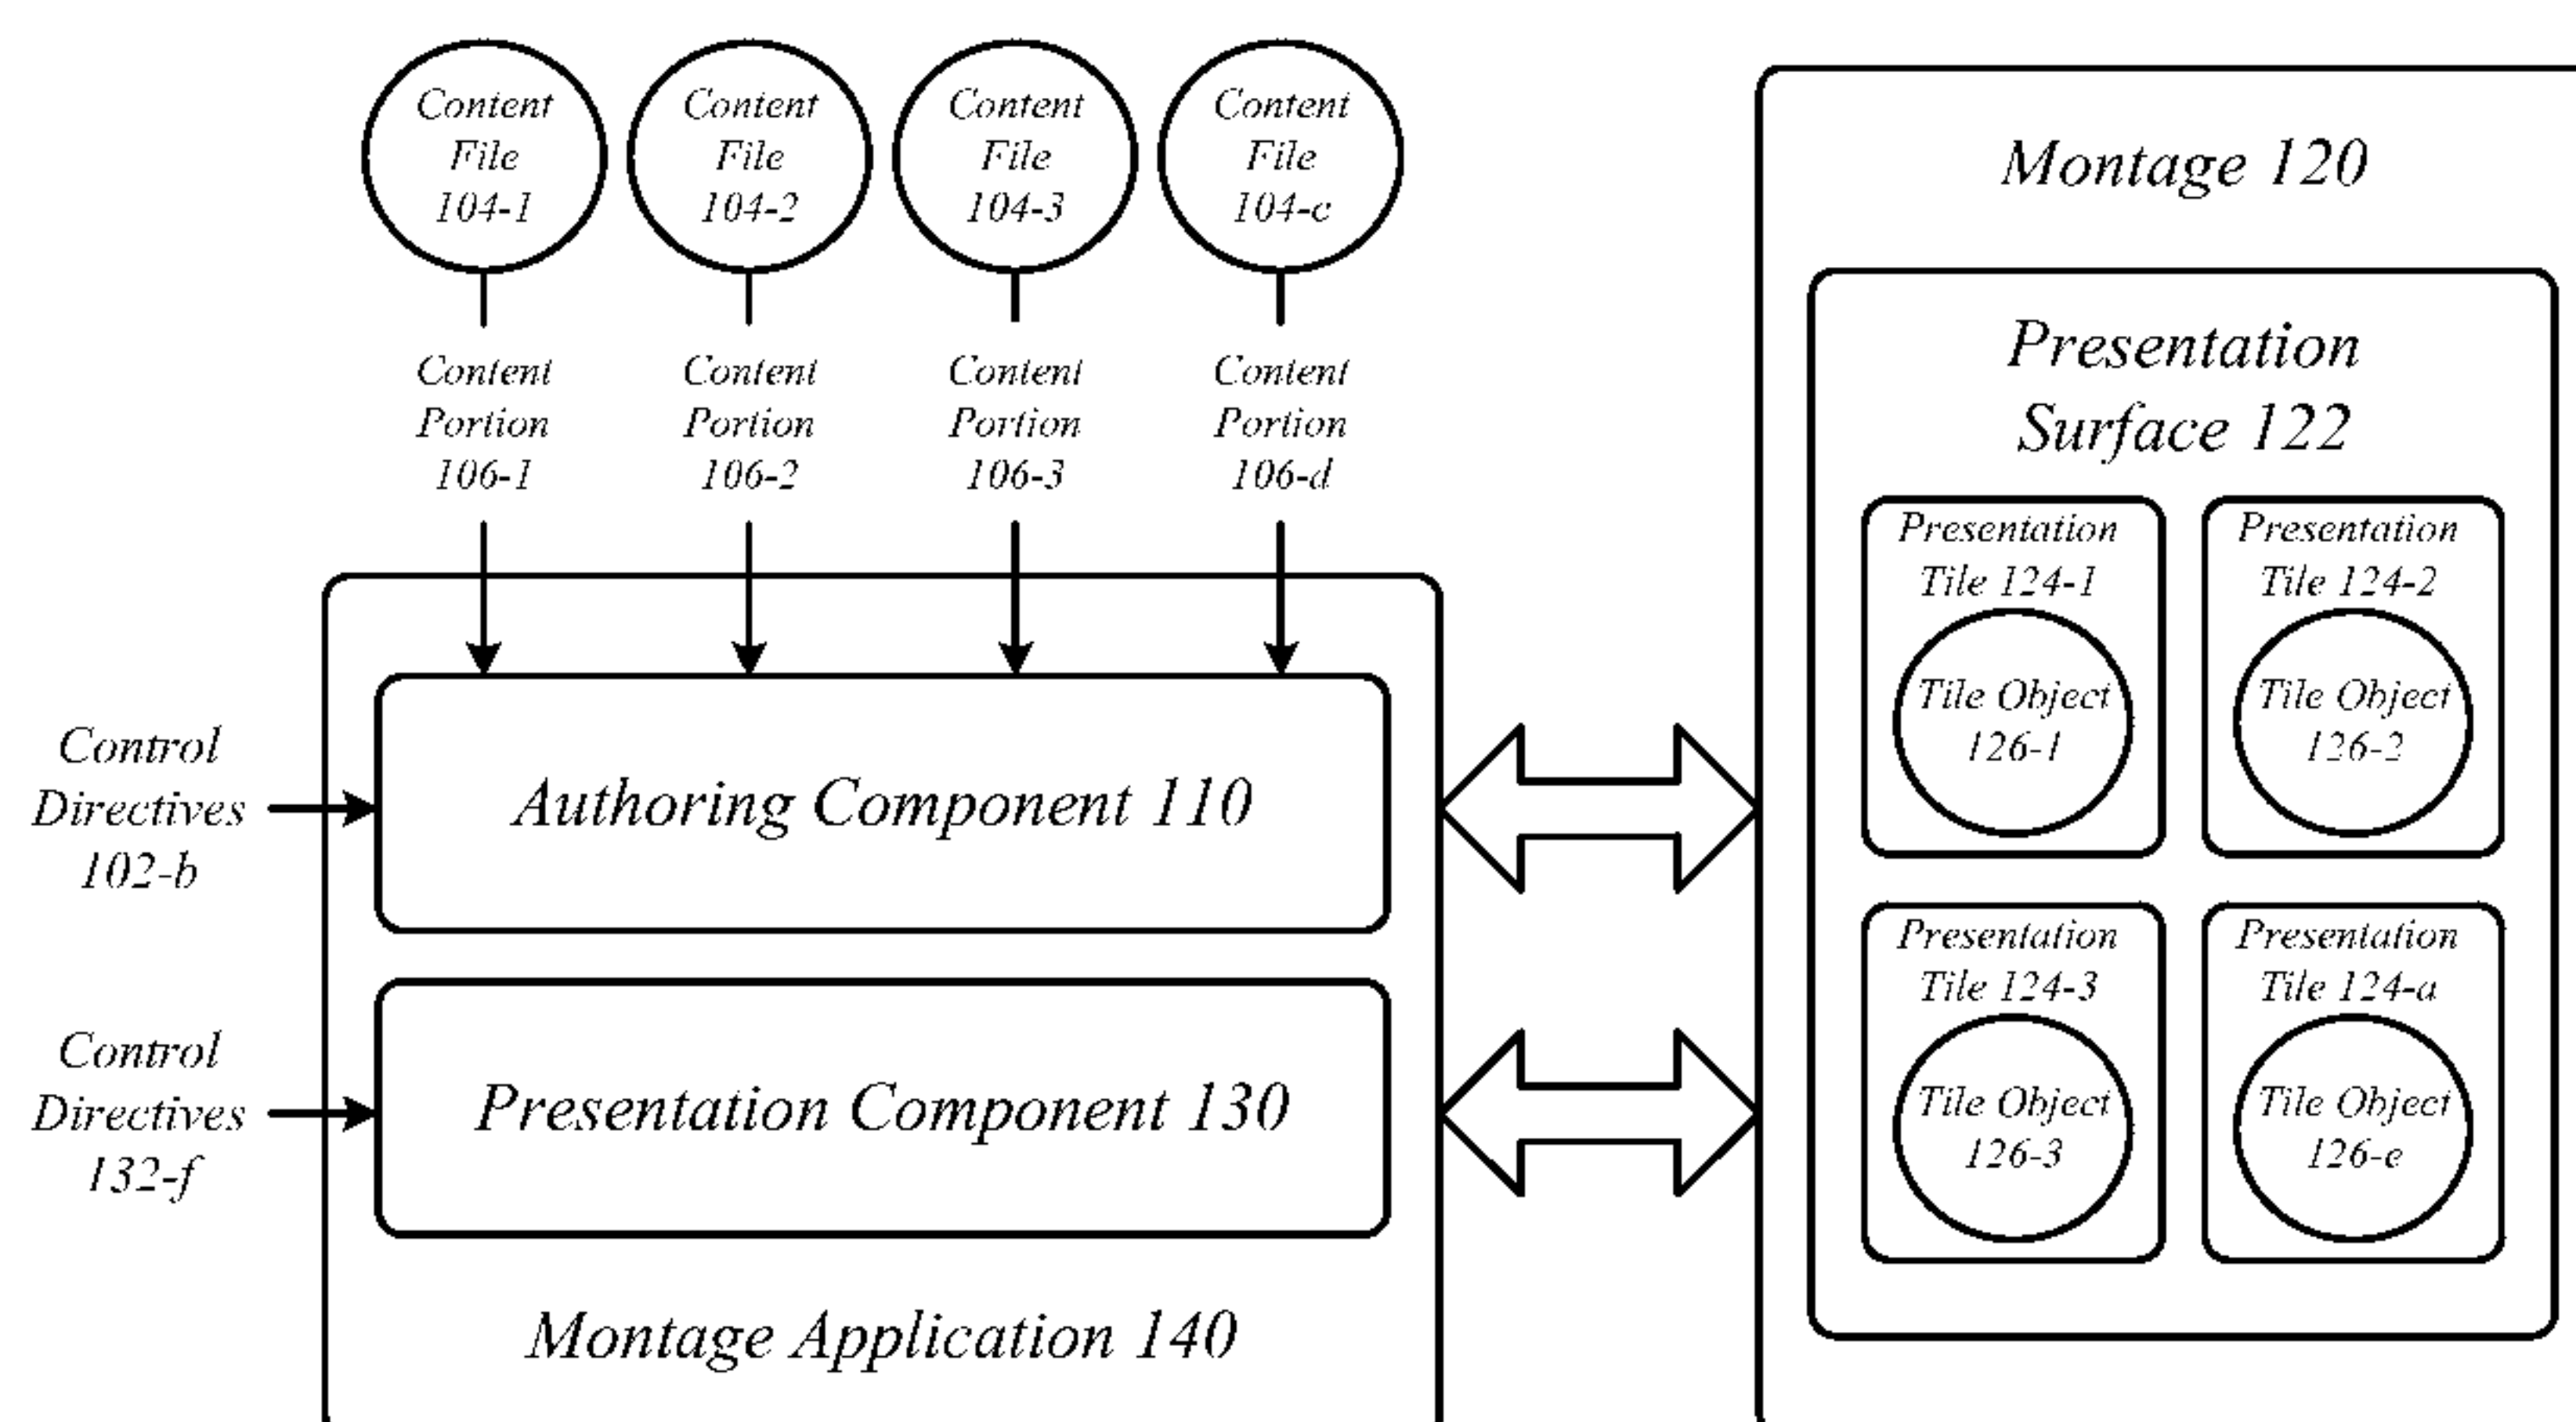 Content
File
104-1
Content
File
104-2
Content
File
104-3
Content
File
104-c
Content
Portion
106-1
Content
Portion
106-2
Content
Portion
106-3
Content
Portion
106-d
Control
Directives
102-b
Authoring Component 110
Control
Directives
132-f
Presentation Component 130
Montage Application 140
Montage 120
Presentation
Surface 122
Presentation
Tile 124-1
Tile Object
126-1
Presentation
Tile 124-2
Tile Object
126-2
Presentation
Tile 124-3
Tile Object
126-3
Presentation
Tile 124-a
Tile Object
126-e